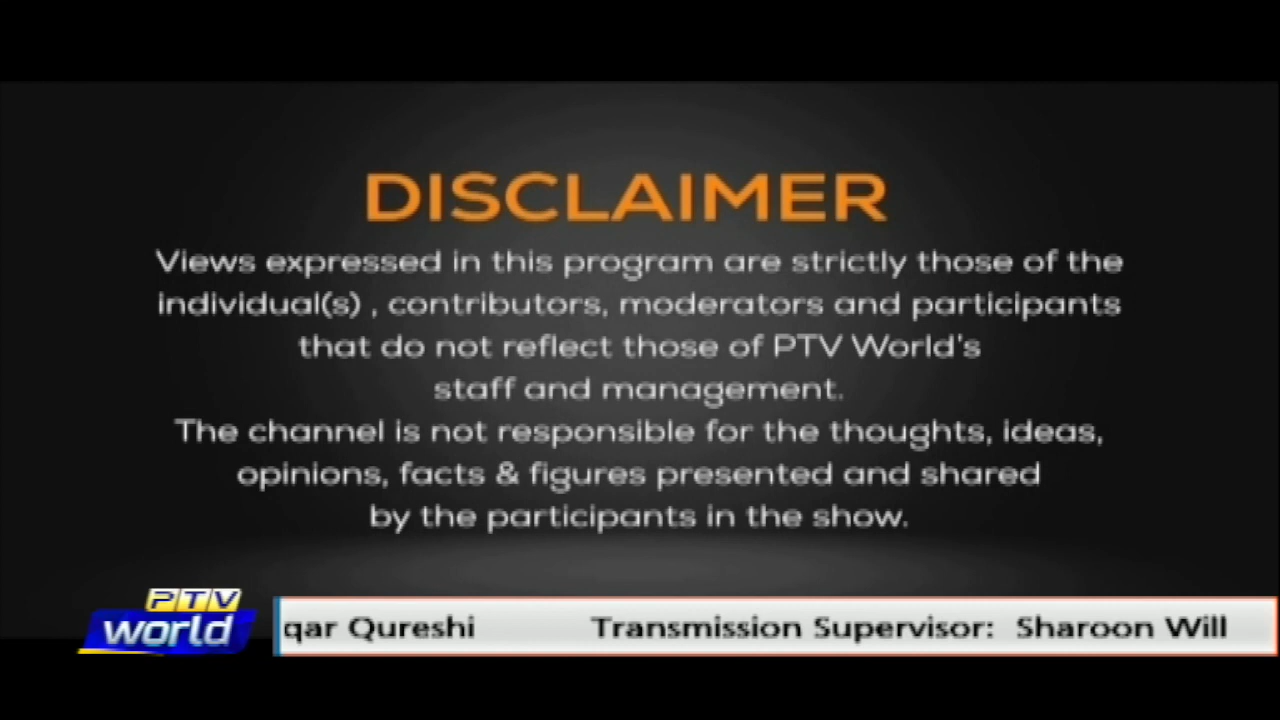 DISCLAIMER
Views expressed in this program are strictly those of the
individual(s) , contributors, moderators and participants
that do not reflect those of PTV World's
staff and management.
The channel is not responsible for the thoughts, ideas,
opinions, facts & figures presented and shared
by the participants in the show.
PTV
world
qar Qureshi Transmission Supervisor: Sharoon Will